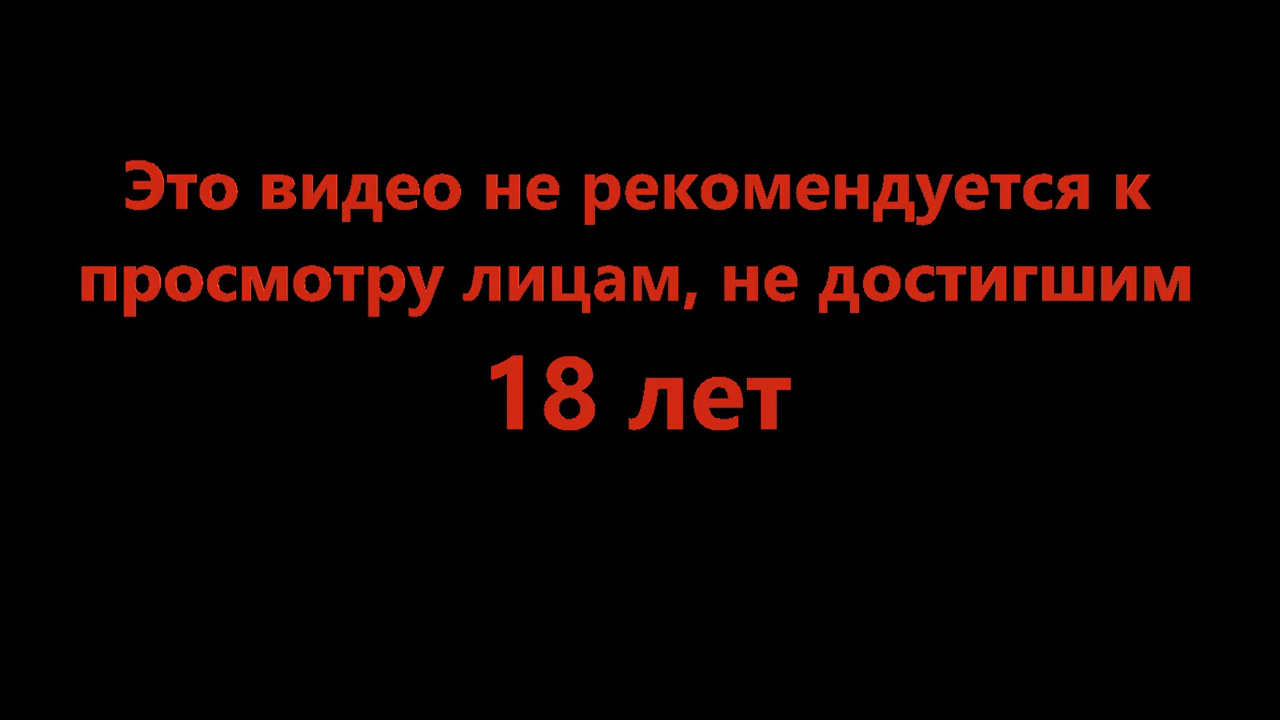 Это видео не рекомендуется к
просмотру лицам, не достигшим
18 лет